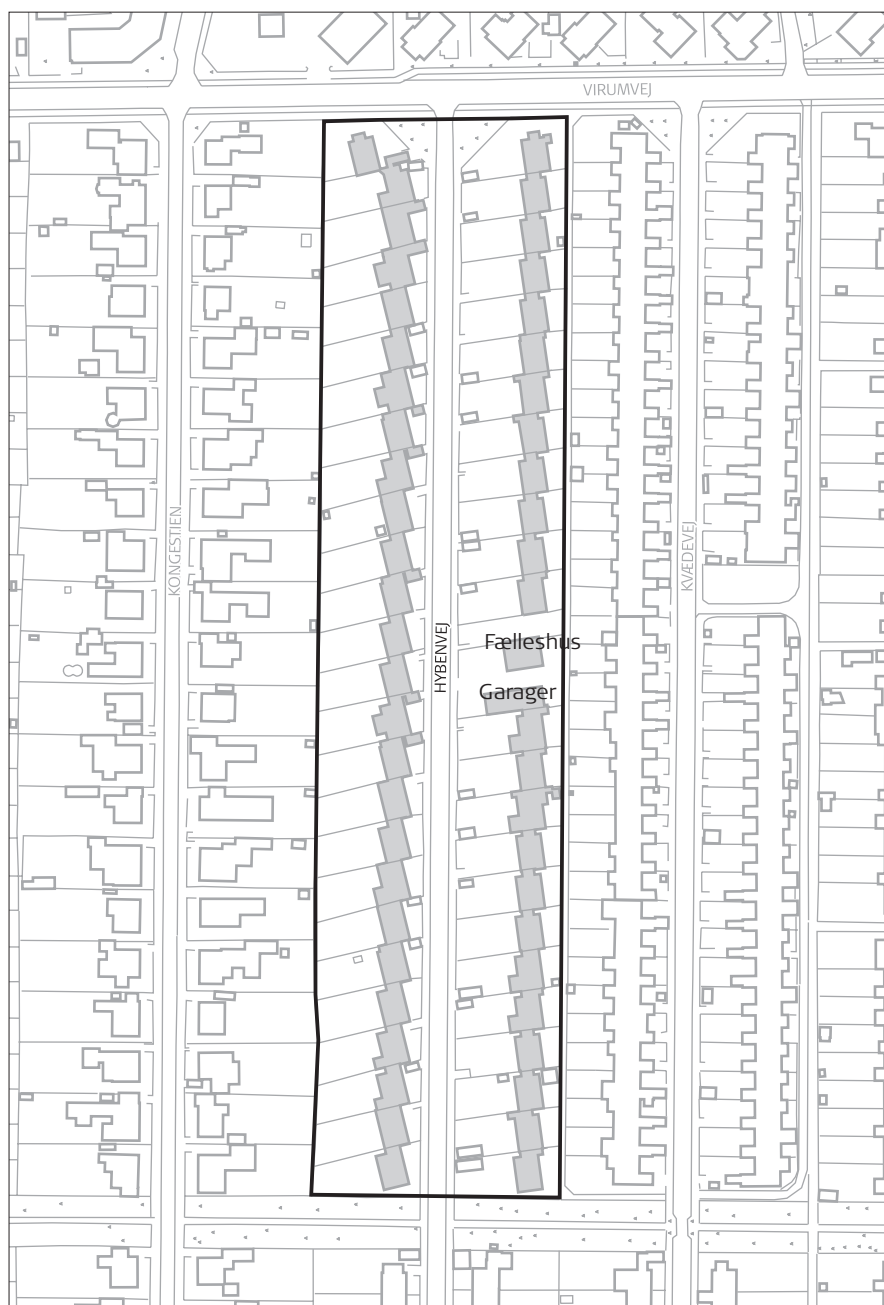 VIRUMVEJ
KONGESTIEN
KVÆDEVEJ
HYBENVEJ
Fælleshus
Garager